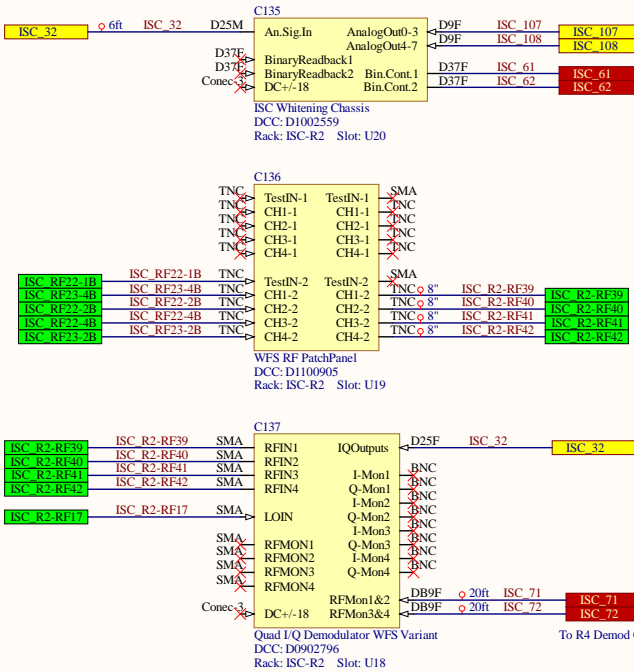 C135
ISC_32 6ft ISC_32 D25M An.Sig.In AnalogOut0-3 D9F ISC_107 ISC_107
AnalogOut4-7 D9F ISC_108 ISC_108
D37F BinaryReadback1
D37F BinaryReadback2 Bin.Cont.1 D37F ISC_61 ISC_61
Conec-3 DC+/-18 Bin.Cont.2 D37F ISC_62 ISC_62
ISC Whitening Chassis
DCC: D1002559
Rack: ISC-R2 Slot: U20
C136
TNC TestIN-1 TestIN-1 SMA
TNC CH1-1 CH1-1 TNC
TNC CH2-1 CH2-1 TNC
TNC CH3-1 CH3-1 TNC
TNC CH4-1 CH4-1 TNC
ISC_RF22-1B ISC_RF22-1B TNC TestIN-2 TestIN-2 SMA
ISC_RF23-4B ISC_RF23-4B TNC CH1-2 CH1-2 TNC 8" ISC_R2-RF39 ISC_R2-RF39
ISC_RF22-2B ISC_RF22-2B TNC CH2-2 CH2-2 TNC 8" ISC_R2-RF40 ISC_R2-RF40
ISC_RF22-4B ISC_RF22-4B TNC CH3-2 CH3-2 TNC 8" ISC_R2-RF41 ISC_R2-RF41
ISC_RF23-2B ISC_RF23-2B TNC CH4-2 CH4-2 TNC 8" ISC_R2-RF42 ISC_R2-RF42
WFS RF PatchPanel
DCC: D1100905
Rack: ISC-R2 Slot: U19
C137
ISC_R2-RF39 ISC_R2-RF39 SMA RFIN1 IQOutputs D25F ISC_32 ISC_32
ISC_R2-RF40 ISC_R2-RF40 SMA RFIN2
ISC_R2-RF41 ISC_R2-RF41 SMA RFIN3 I-Mon1 BNC
ISC_R2-RF42 ISC_R2-RF42 SMA RFIN4 Q-Mon1 BNC
I-Mon2 BNC
ISC_R2-RF17 ISC_R2-RF17 SMA LOIN Q-Mon2 BNC
I-Mon3 BNC
SMA RFMON1 Q-Mon3 BNC
SMA RFMON2 I-Mon4 BNC
SMA RFMON3 Q-Mon4 BNC
SMA RFMON4
RFMon1&2 DB9F 20ft ISC_71 ISC_71
Conec-3 DC+/-18 RFMon3&4 DB9F 20ft ISC_72 ISC_72
Quad I/Q Demodulator WFS Variant To R4 Demod
DCC: D0902796
Rack: ISC-R2 Slot: U18